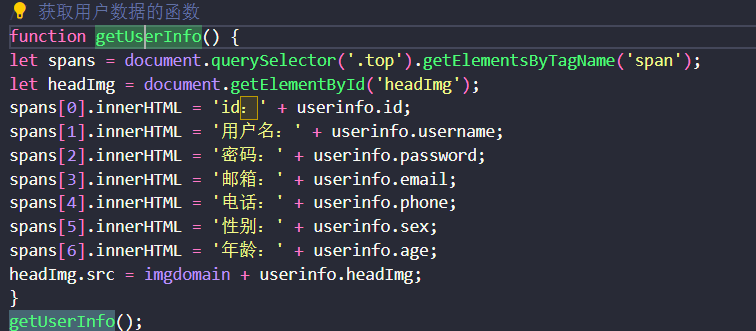 获取用户数据的函数
function getUserInfo() {
let spans = document.querySelector('.top').getElementsByTagName('span');
let headImg = document.getElementById('headImg');
spans[0].innerHTML = 'id：' + userinfo.id;
spans[1].innerHTML = '用户名：' + userinfo.username;
spans[2].innerHTML = '密码：' + userinfo.password;
spans[3].innerHTML = '邮箱：' + userinfo.email;
spans[4].innerHTML = '电话：' + userinfo.phone;
spans[5].innerHTML = '性别：' + userinfo.sex;
spans[6].innerHTML = '年龄：' + userinfo.age;
headImg.src = imgdomain + userinfo.headImg;
}
getUserInfo();